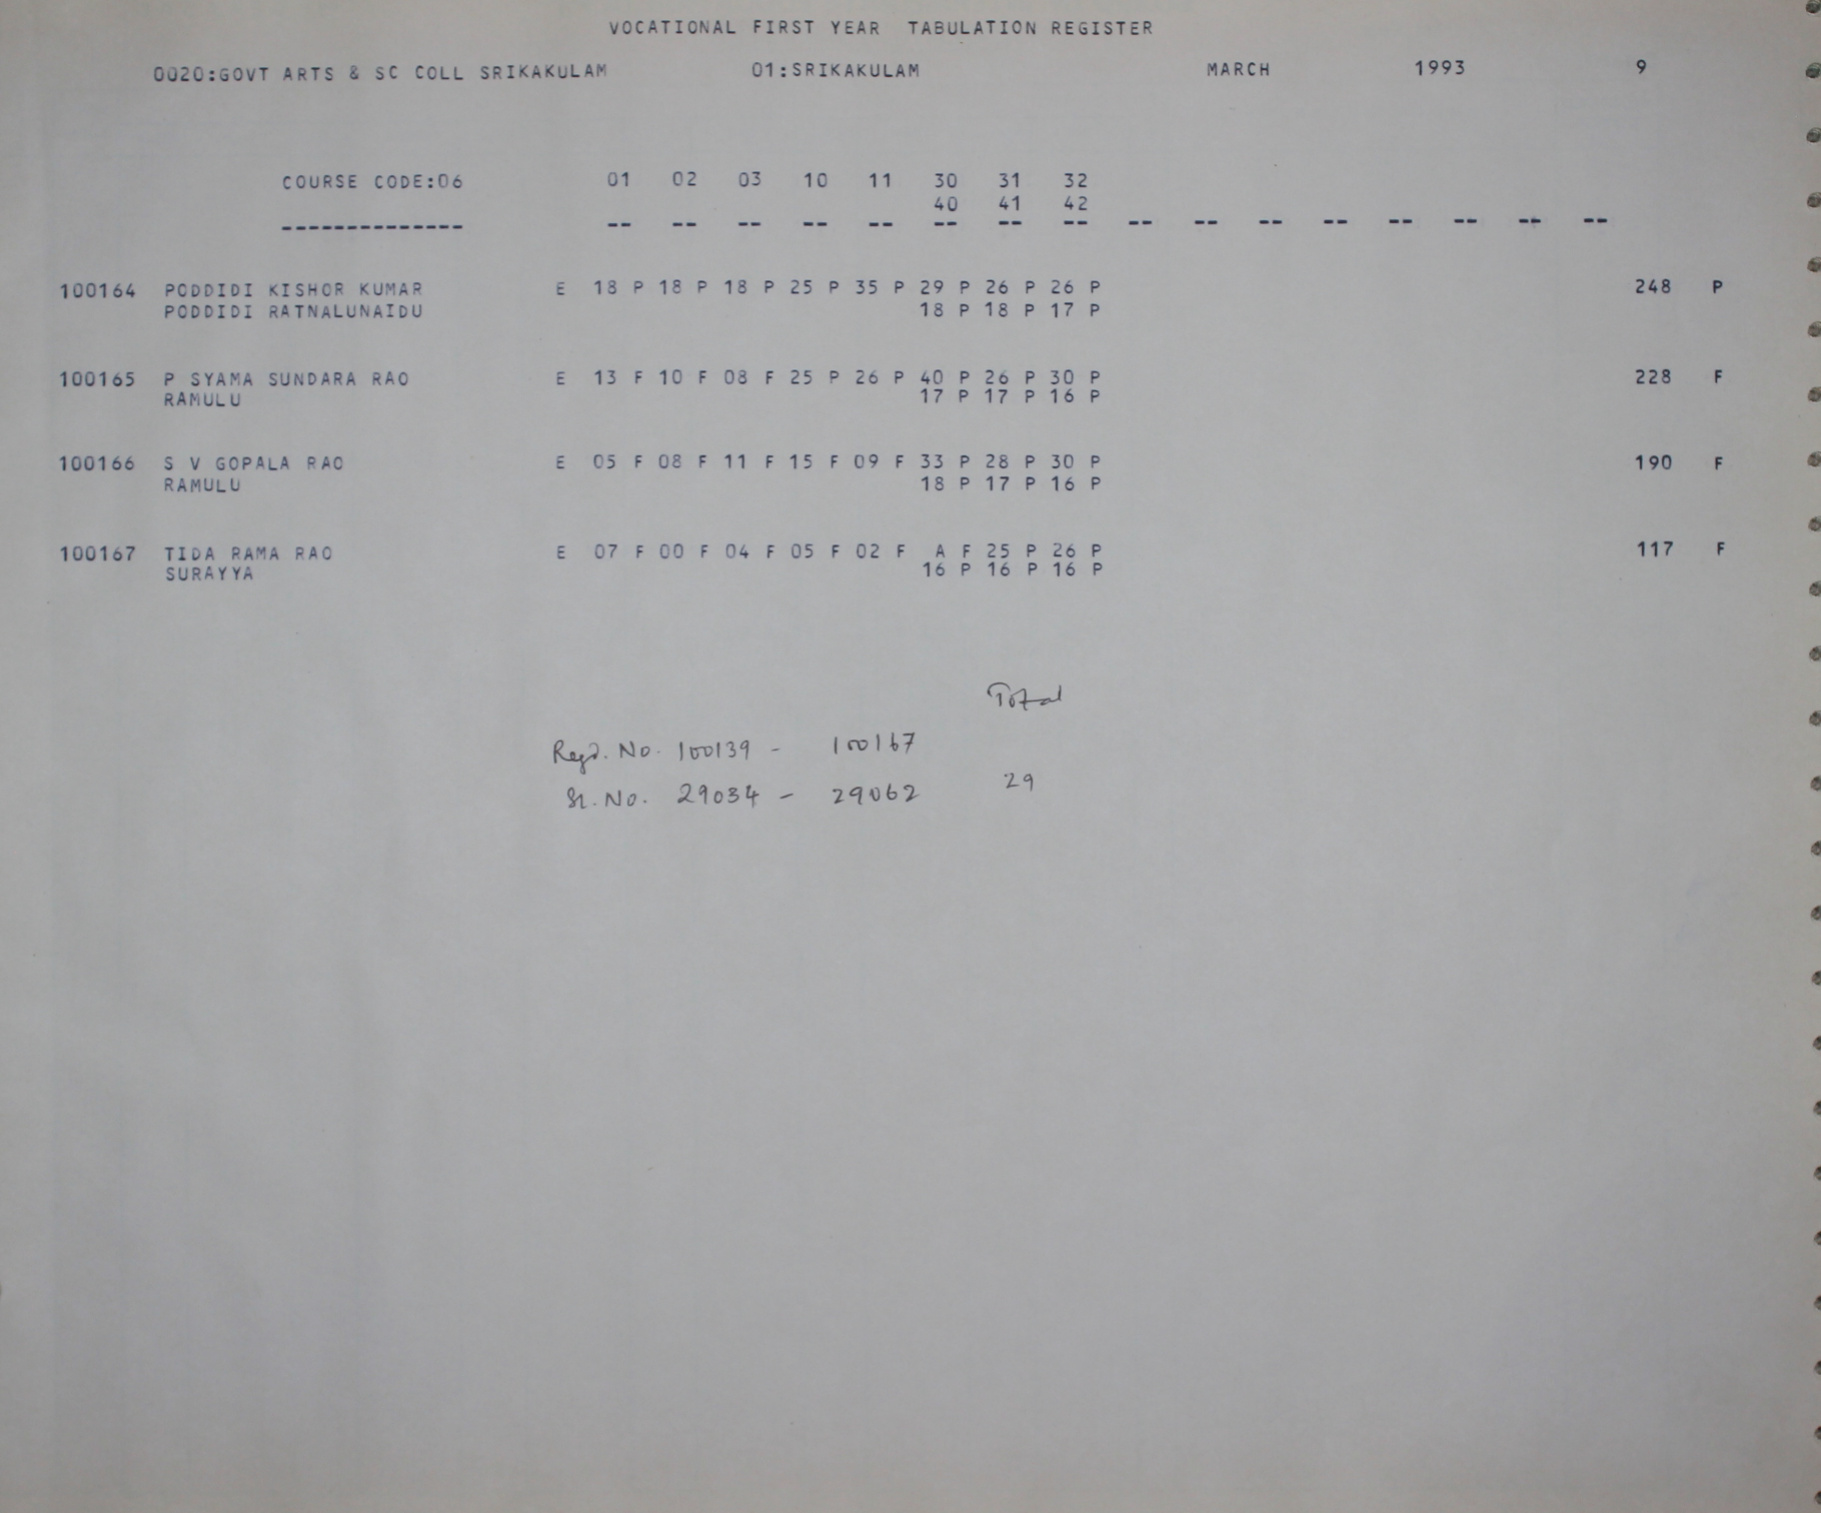 VOCATIONAL FIRST YEAR TABULATION REGISTER
0020:GOVT ARTS & SC COLL SRIKAKULAM 01:SRIKAKULAM MARCH 1993 9
COURSE CODE:06 01 02 03 10 11 30 31 32
40 41 42
-------------- -- -- -- -- -- -- -- -- -- -- -- -- -- -- -- --
100164 PODDIDI KISHOR KUMAR E 18 P 18 P 18 P 25 P 35 P 29 P 26 P 26 P 248 P
PODDIDI RATNALUNAIDU 18 P 18 P 17 P
100165 P SYAMA SUNDARA RAO E 13 F 10 F 08 F 25 P 26 P 40 P 26 P 30 P 228 F
RAMULU 17 P 17 P 16 P
100166 S V GOPALA RAO E 05 F 08 F 11 F 15 F 09 F 33 P 28 P 30 P 190 F
RAMULU 18 P 17 P 16 P
100167 TIDA RAMA RAO E 07 F 00 F 04 F 05 F 02 F A F 25 P 26 P 117 F
SURAYYA 16 P 16 P 16 P
Total
Regd. No. 100139 - 100167
Sl. No. 29034 - 29062 29